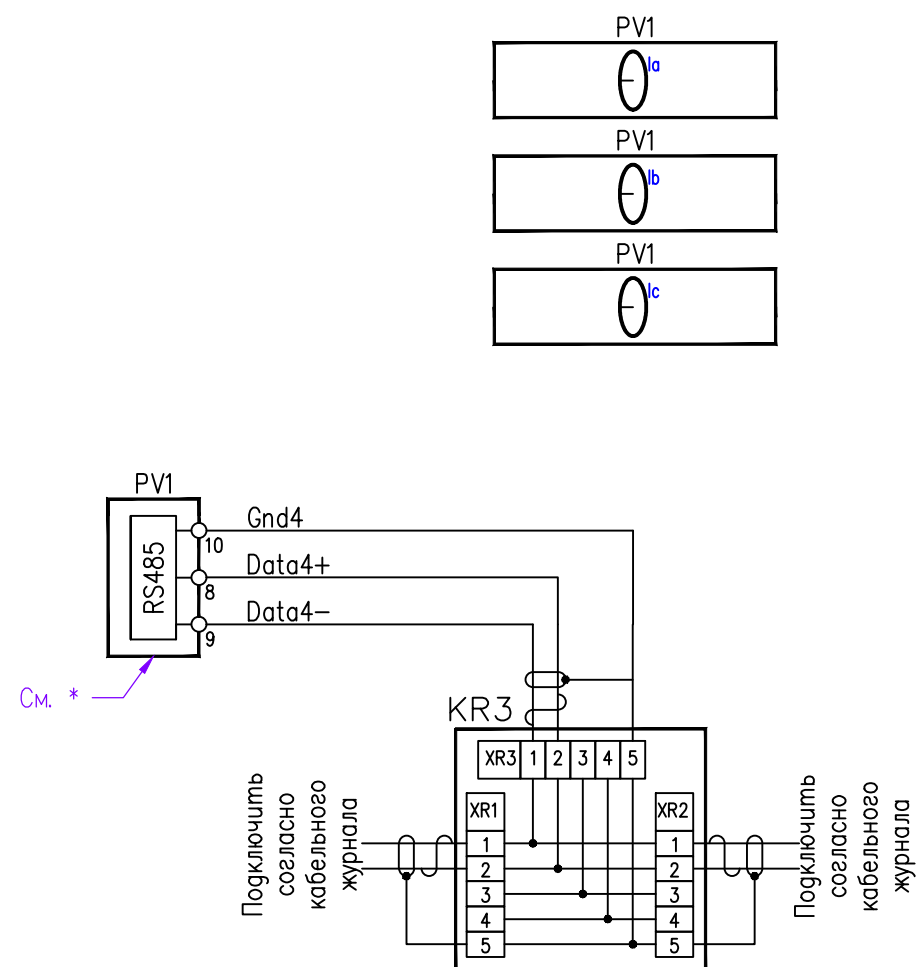 PV1
Ia
PV1
Ib
PV1
Ic
PV1
RS485
Gnd4
10
Data4+
8
Data4–
9
См. *
KR3
XR3 1 2 3 4 5
XR1
1
2
3
4
5
XR2
1
2
3
4
5
Подключить
согласно
кабельного
журнала
Подключить
согласно
кабельного
журнала